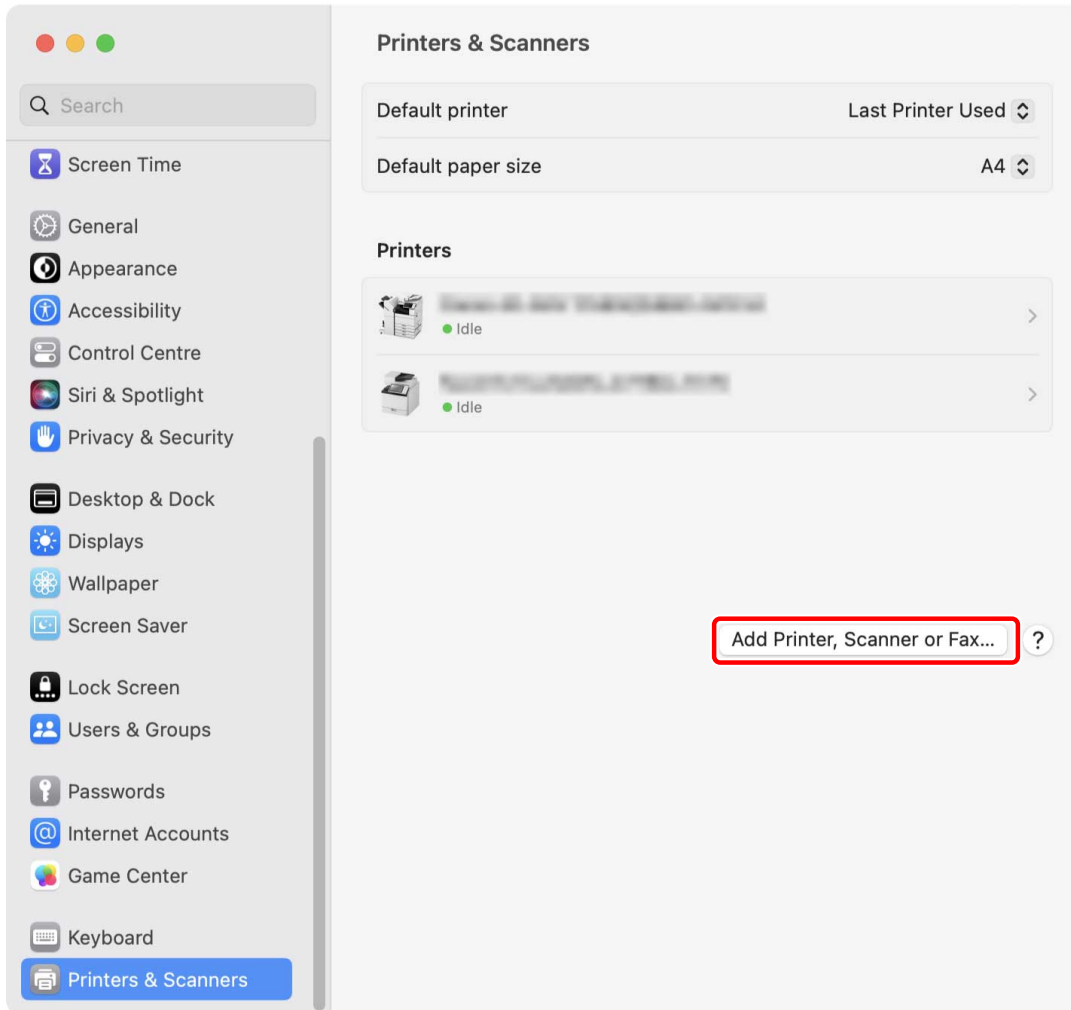 Search
Screen Time
General
Appearance
Accessibility
Control Centre
Siri & Spotlight
Privacy & Security
Desktop & Dock
Displays
Wallpaper
Screen Saver
Lock Screen
Users & Groups
Passwords
Internet Accounts
Game Center
Keyboard
Printers & Scanners
Printers & Scanners
Default printer Last Printer Used
Default paper size A4
Printers
Idle
Idle
Add Printer, Scanner or Fax... ?